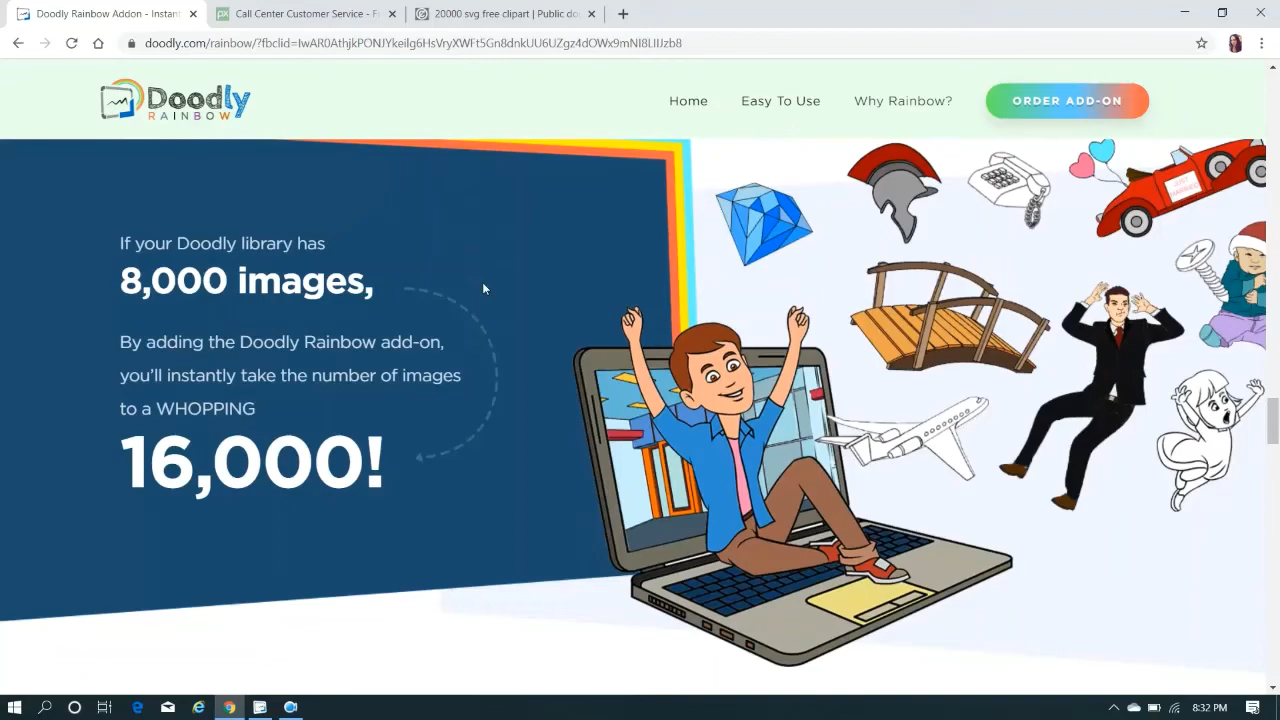 Doodly Rainbow Addon - Instant
Call Center Customer Service - F
20000 svg free clipart | Public do
doodly.com/rainbow/?fbclid=IwAR0AthjkPONJYkeilg6HsVryXWFt5Gn8dnkUU6UZgz4dOWx9mNI8LIIJzb8
Doodly
RAINBOW
Home
Easy To Use
Why Rainbow?
ORDER ADD-ON
If your Doodly library has
8,000 images,
By adding the Doodly Rainbow add-on,
you'll instantly take the number of images
to a WHOPPING
16,000!
JUST
MARRIED
8:32 PM